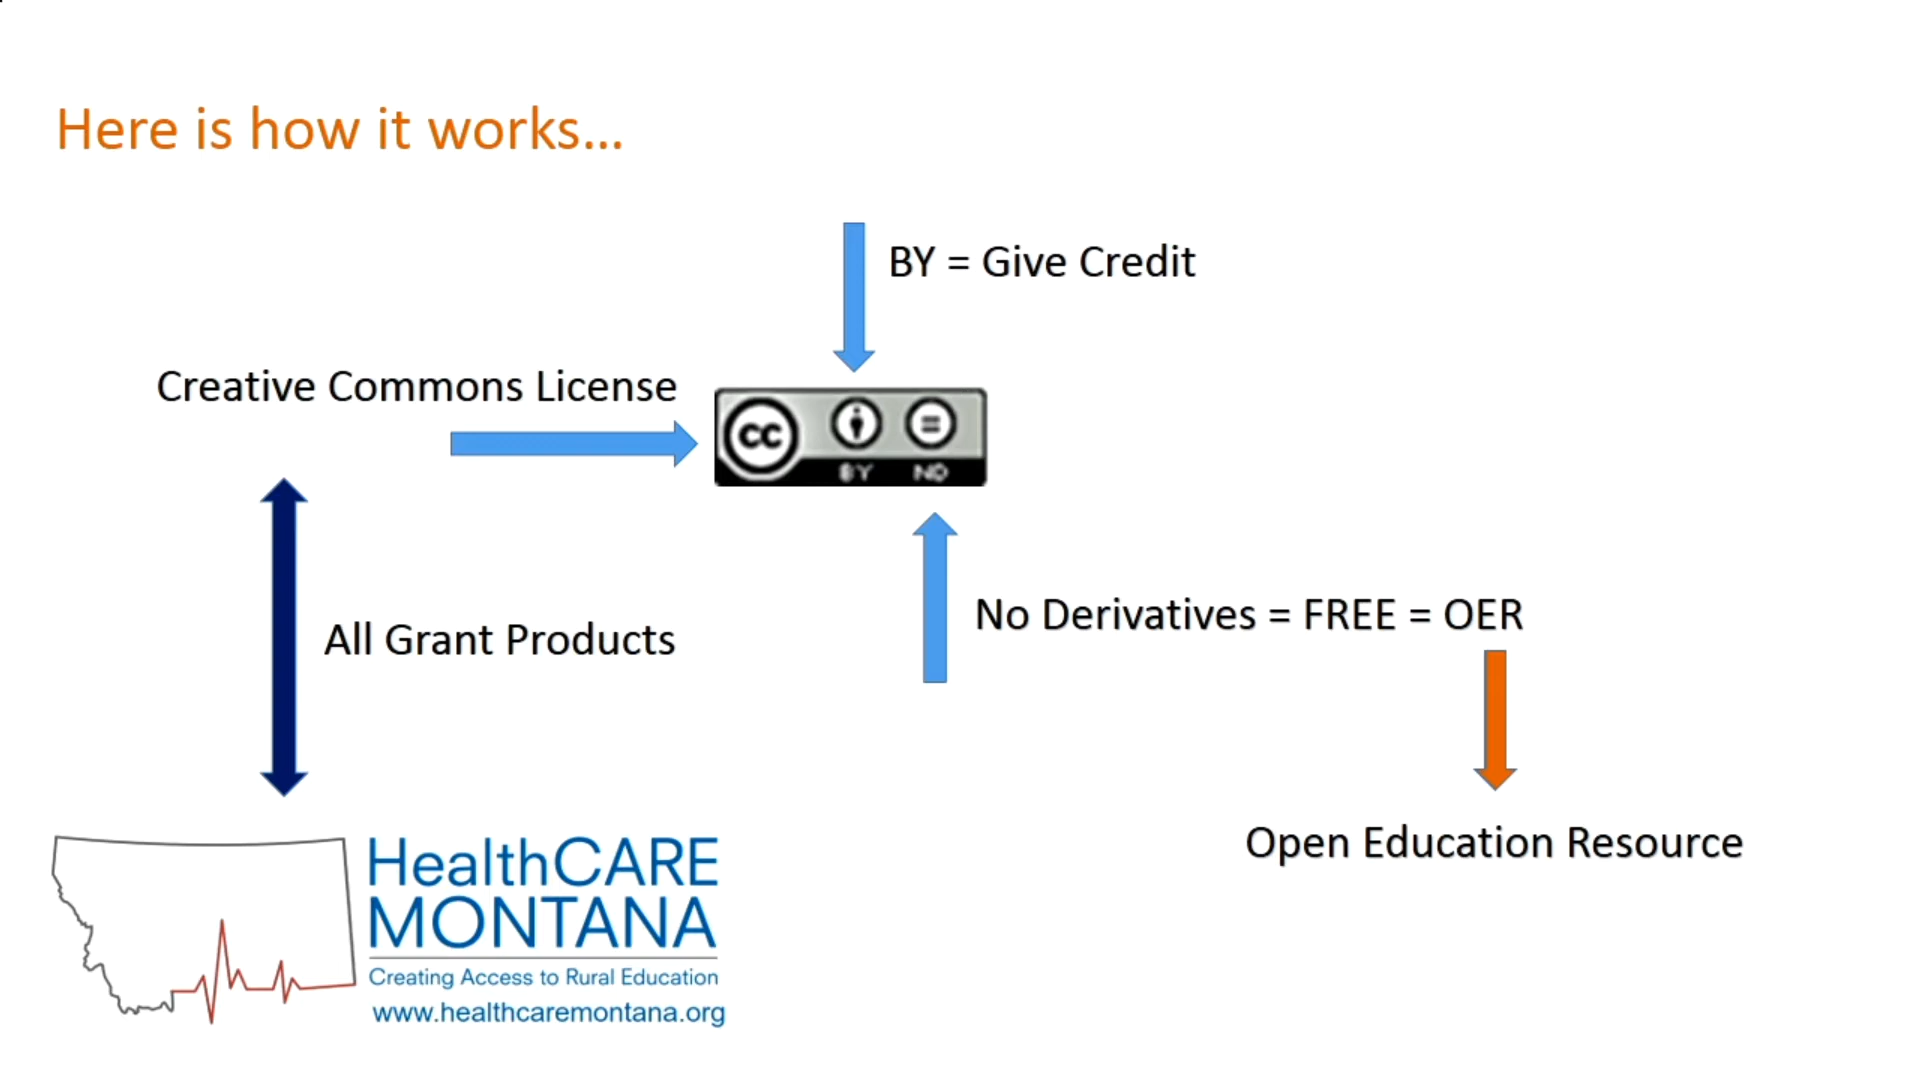 Here is how it works...
BY = Give Credit
Creative Commons License
cc
BY ND
No Derivatives = FREE = OER
All Grant Products
Open Education Resource
HealthCARE
MONTANA
Creating Access to Rural Education
www.healthcaremontana.org